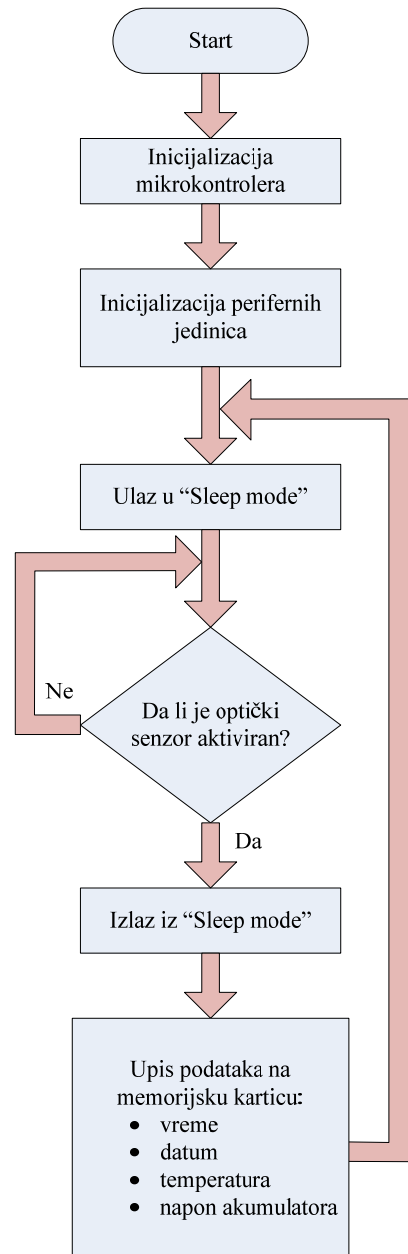 Start
Inicijalizacija
mikrokontrolera
Inicijalizacija perifernih
jedinica
Ulaz u “Sleep mode”
Ne
Da li je optički
senzor aktiviran?
Da
Izlaz iz “Sleep mode”
Upis podataka na
memorijsku karticu:
• vreme
• datum
• temperatura
• napon akumulatora